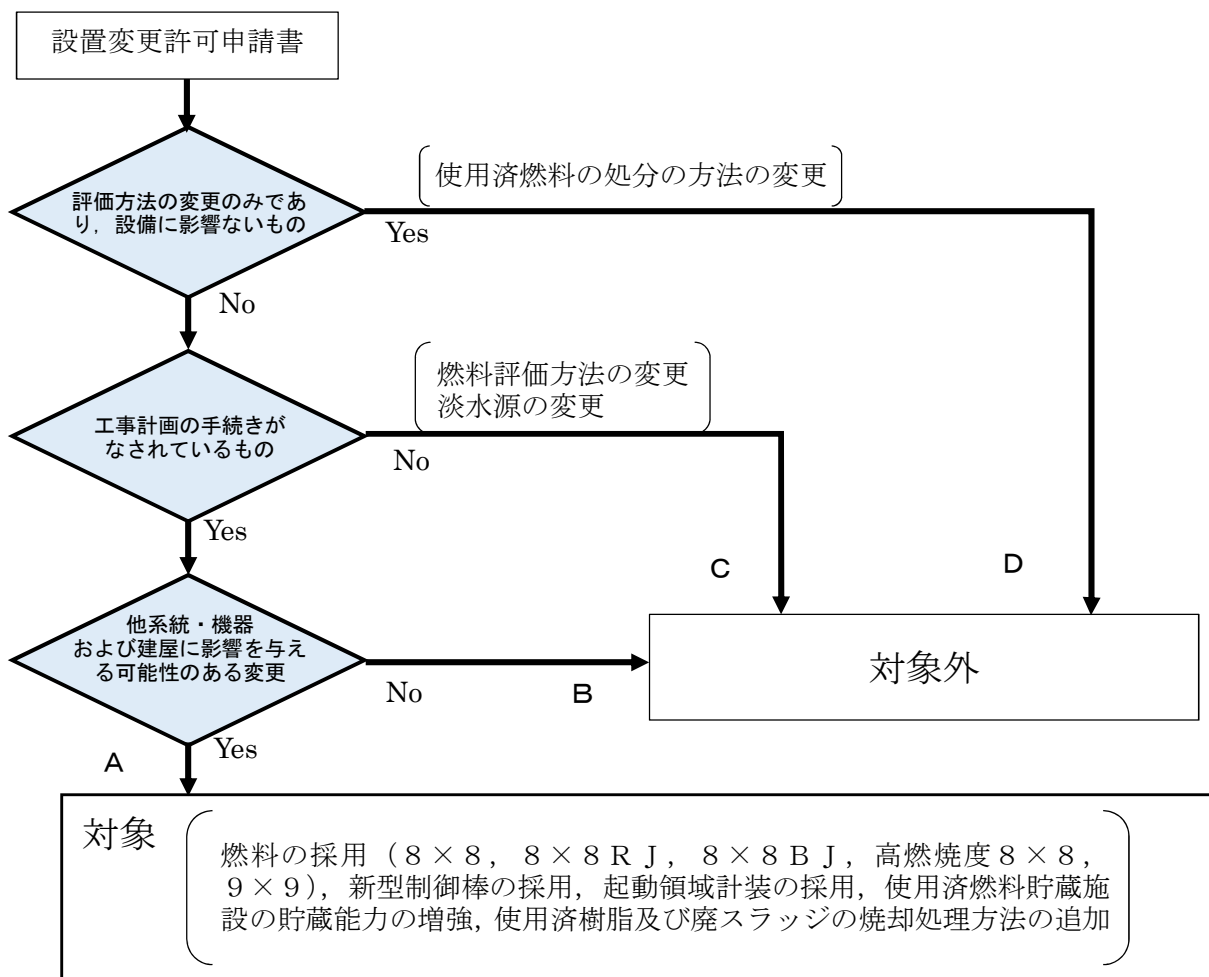 設置変更許可申請書
使用済燃料の処分の方法の変更
評価方法の変更のみであ
り，設備に影響ないもの
Yes
No
燃料評価方法の変更
淡水源の変更
工事計画の手続きが
なされているもの
No
Yes
C
D
他系統・機器
および建屋に影響を与え
る可能性のある変更
対象外
No
B
Yes
A
対象
燃料の採用（８×８，８×８ＲＪ，８×８ＢＪ，高燃焼度８×８，
９×９），新型制御棒の採用，起動領域計装の採用，使用済燃料貯蔵施
設の貯蔵能力の増強，使用済樹脂及び廃スラッジの焼却処理方法の追加